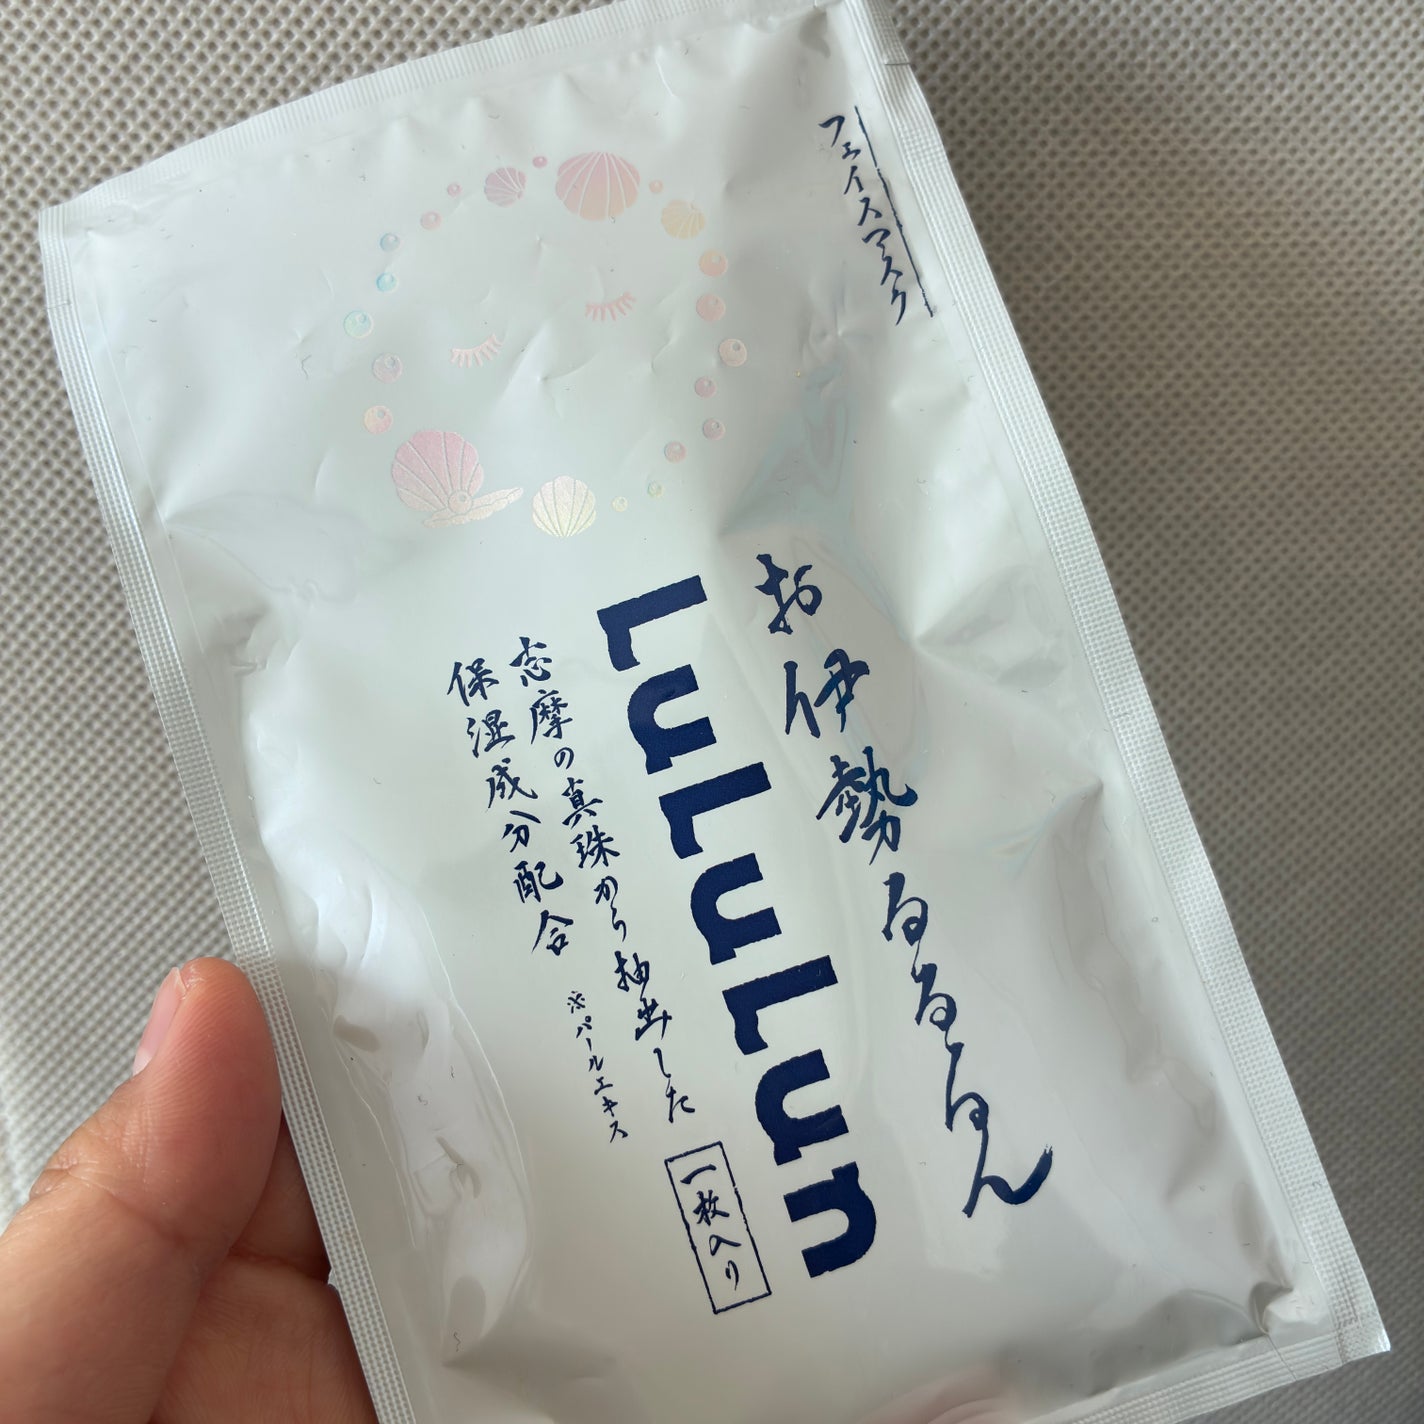 フェイスマスク
お伊勢るるるん
LuLuLun
志摩の真珠から抽出した
保湿成分配合
※パールエキス
一枚入り